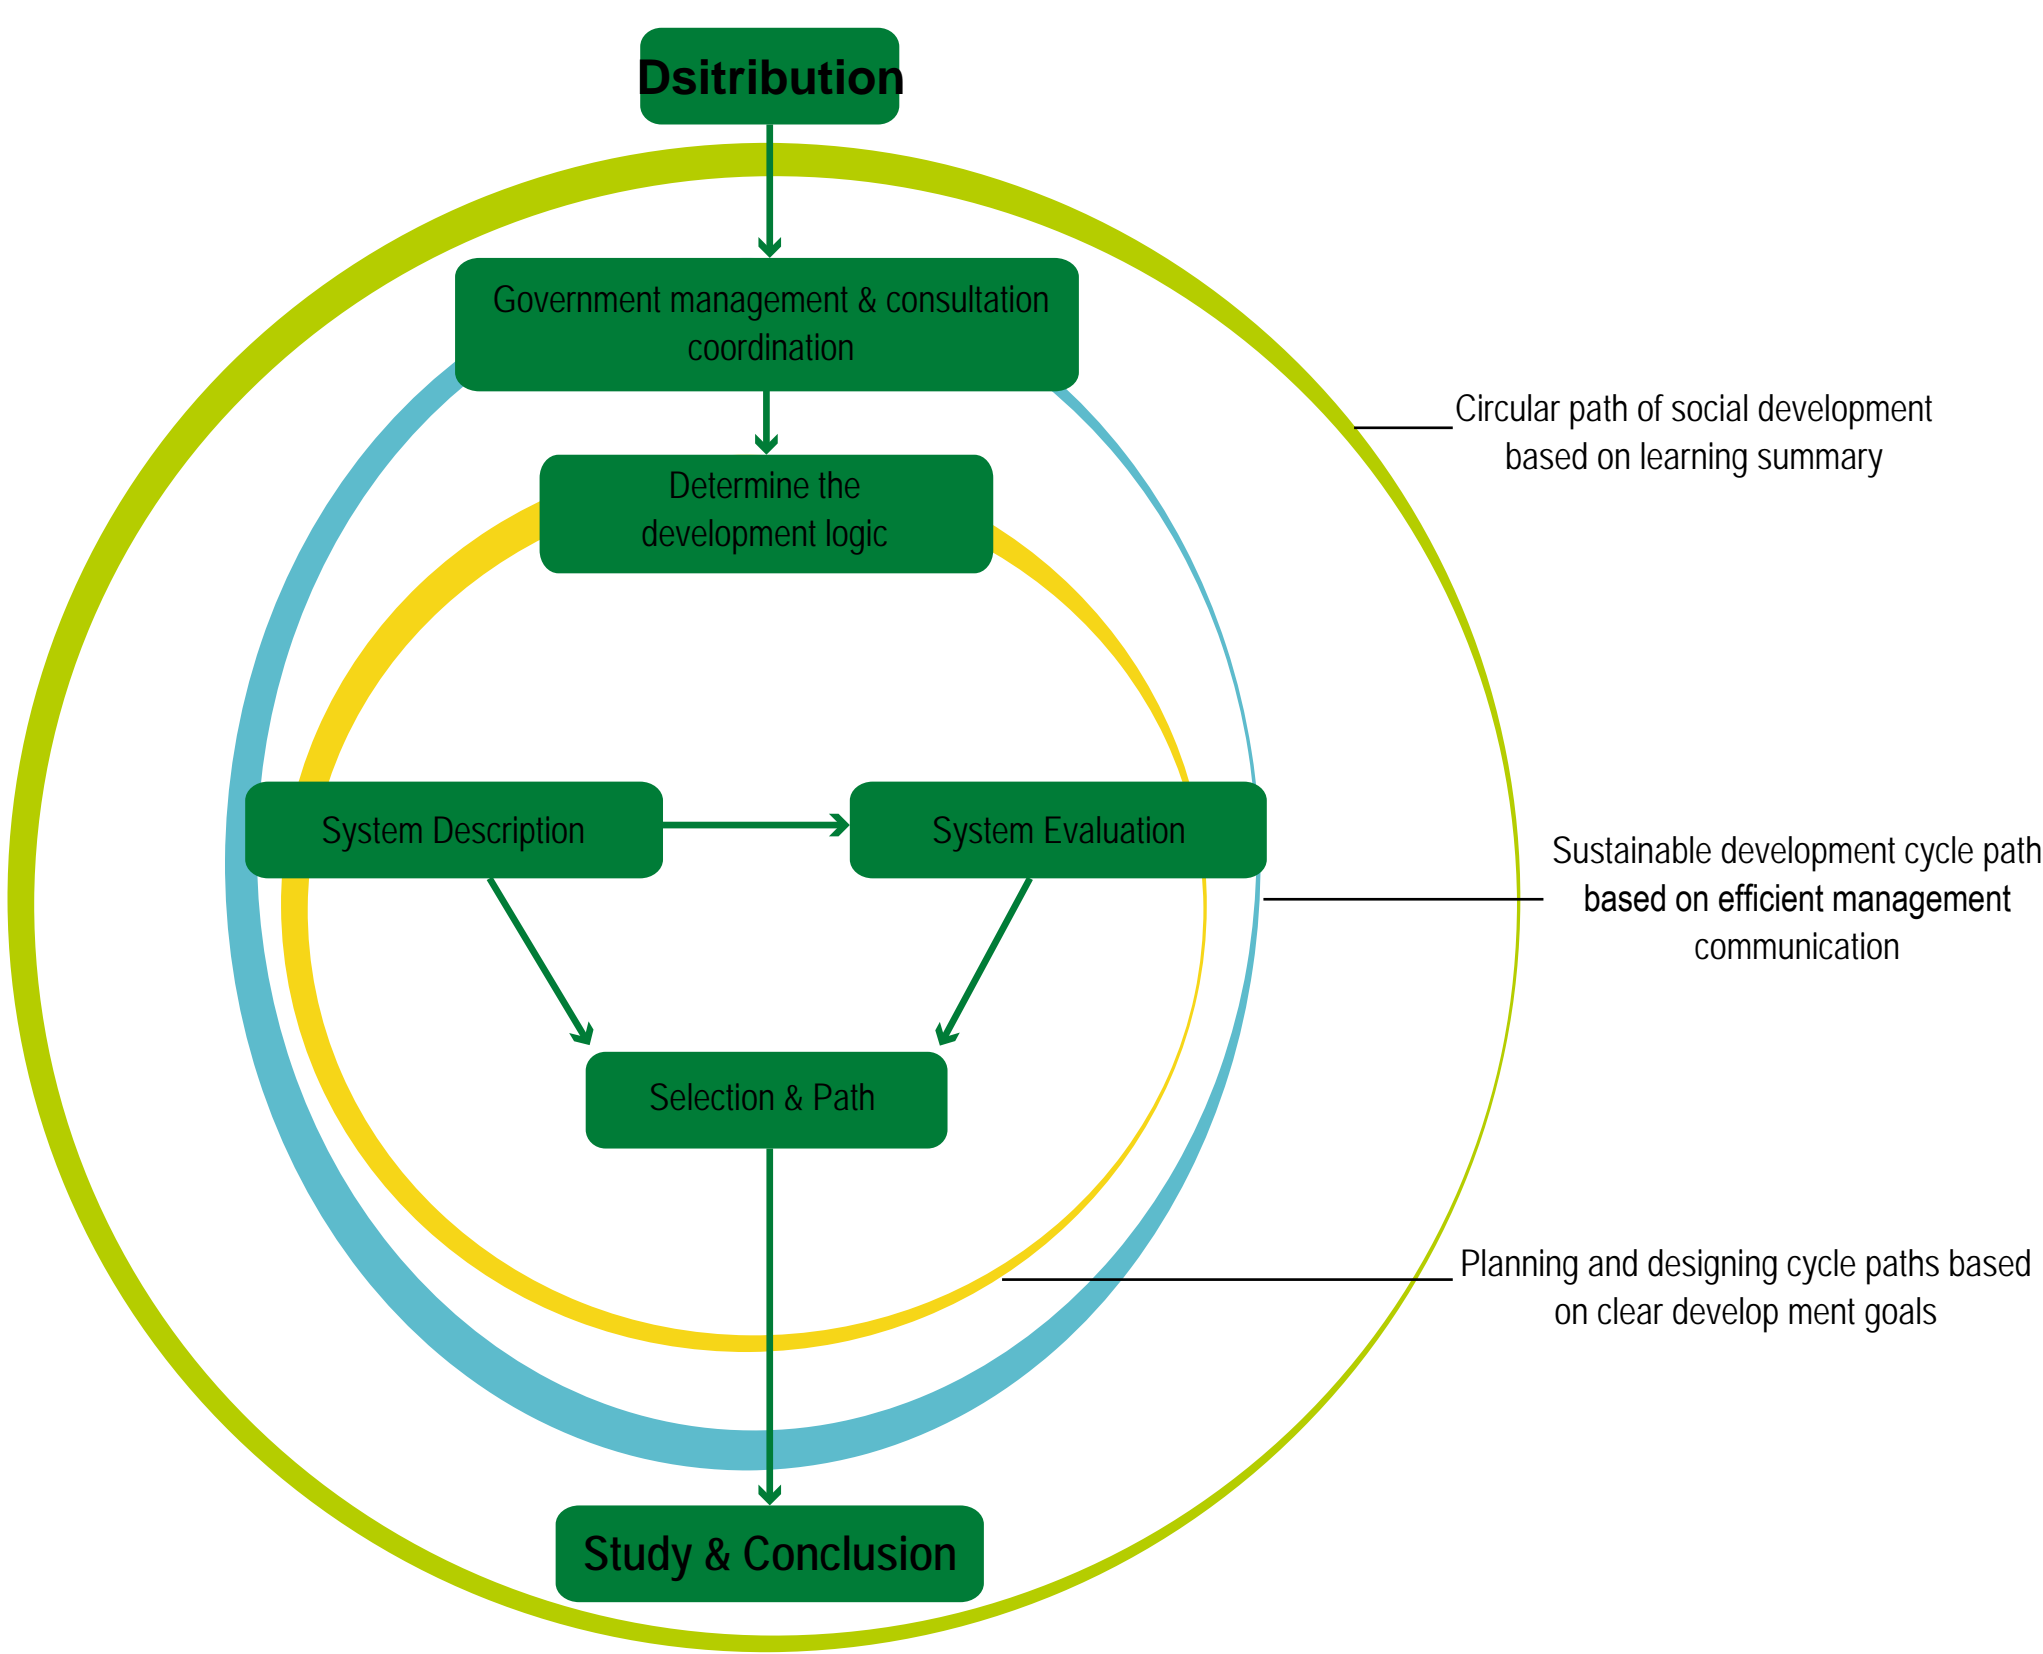 Dsitribution
Government management & consultation
coordination
Circular path of social development
based on learning summary
Determine the
development logic
System Description
System Evaluation
Sustainable development cycle path
based on efficient management
communication
Selection & Path
Planning and designing cycle paths based
on clear develop ment goals
Study & Conclusion